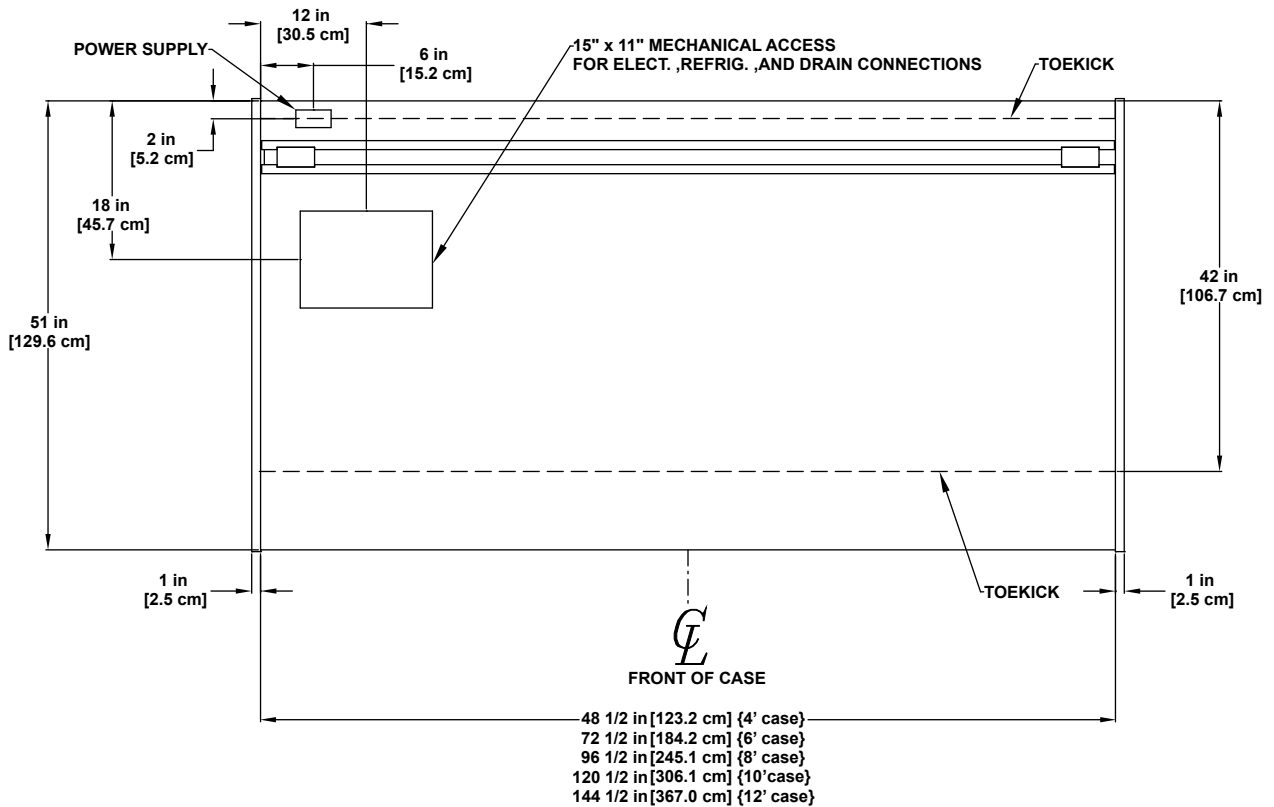 12 in
[30.5 cm]
POWER SUPPLY
6 in
[15.2 cm]
15" x 11" MECHANICAL ACCESS
FOR ELECT. ,REFRIG. ,AND DRAIN CONNECTIONS
TOEKICK
2 in
[5.2 cm]
18 in
[45.7 cm]
51 in
[129.6 cm]
42 in
[106.7 cm]
1 in
[2.5 cm]
TOEKICK
1 in
[2.5 cm]
CL
FRONT OF CASE
48 1/2 in [123.2 cm] {4' case}
72 1/2 in [184.2 cm] {6' case}
96 1/2 in [245.1 cm] {8' case}
120 1/2 in [306.1 cm] {10'case}
144 1/2 in [367.0 cm] {12' case}